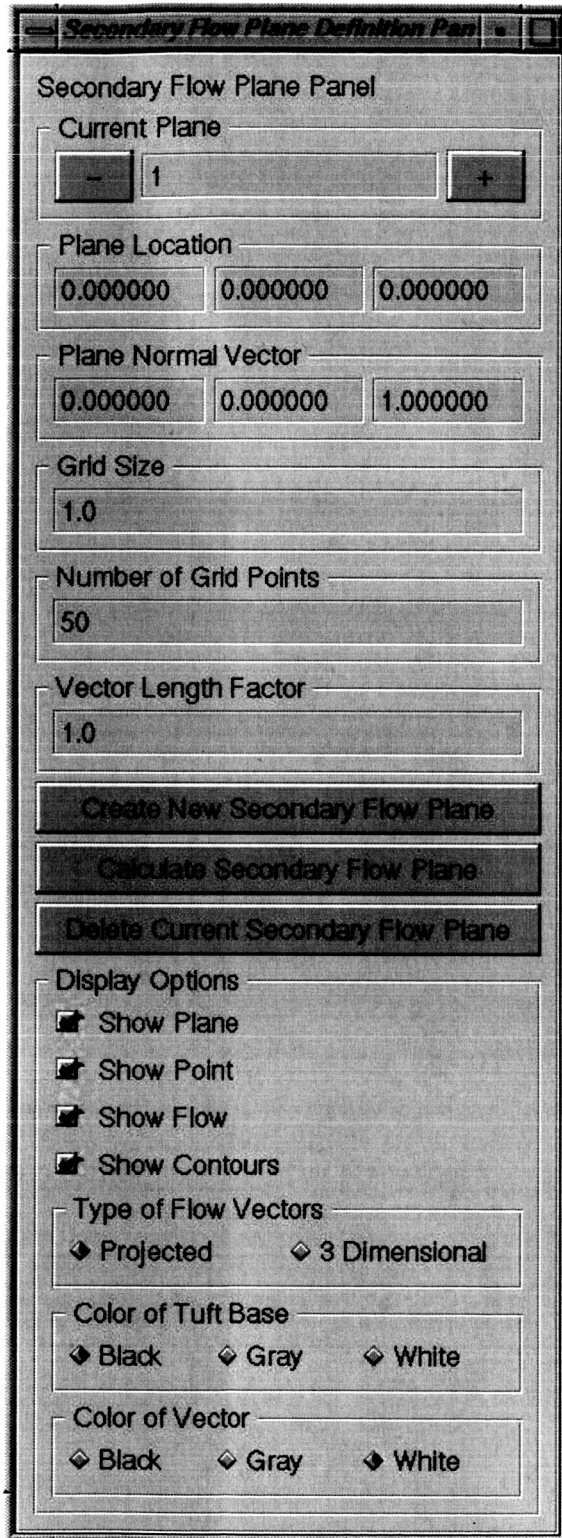 Secondary Flow Plane Definition Pan
Secondary Flow Plane Panel
Current Plane
- 1 +
Plane Location
0.000000 0.000000 0.000000
Plane Normal Vector
0.000000 0.000000 1.000000
Grid Size
1.0
Number of Grid Points
50
Vector Length Factor
1.0
Create New Secondary Flow Plane
Calculate Secondary Flow Plane
Delete Current Secondary Flow Plane
Display Options
Show Plane
Show Point
Show Flow
Show Contours
Type of Flow Vectors
Projected 3 Dimensional
Color of Tuft Base
Black Gray White
Color of Vector
Black Gray White